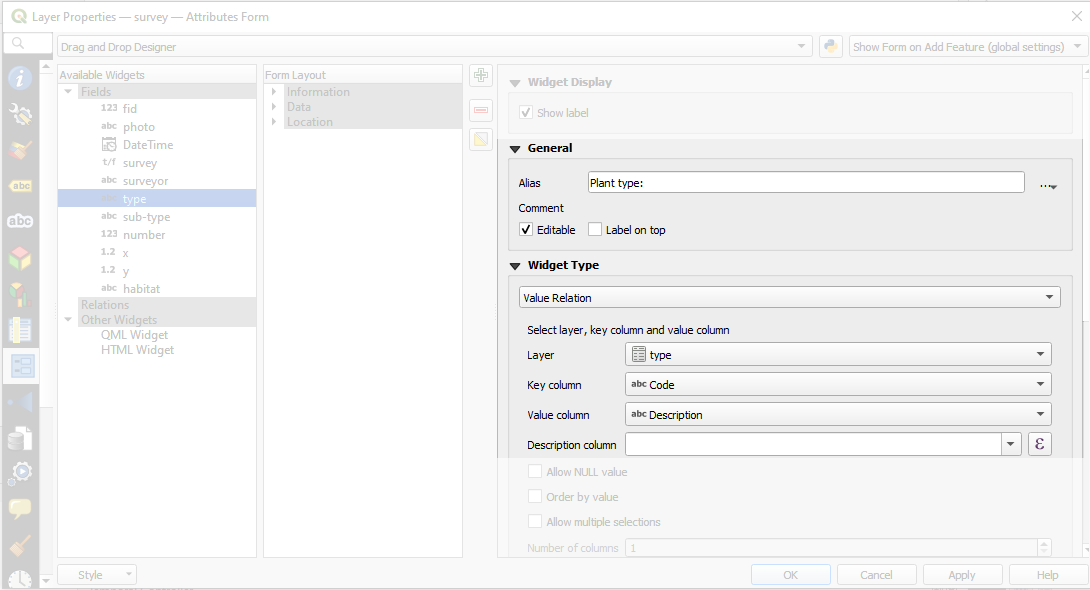 Layer Properties — survey — Attributes Form
Drag and Drop Designer
Show Form on Add Feature (global settings)
Available Widgets
Fields
123 fid
abc photo
DateTime
t/f survey
abc surveyor
type
abc sub-type
123 number
1.2 x
1.2 y
abc habitat
Relations
Other Widgets
QML Widget
HTML Widget
Form Layout
Information
Data
Location
Widget Display
Show label
General
Alias Plant type: ...
Comment
Editable Label on top
Widget Type
Value Relation
Select layer, key column and value column
Layer type
Key column abc Code
Value column abc Description
Description column ε
Allow NULL value
Order by value
Allow multiple selections
Number of columns 1
abc
abc
Style OK Cancel Apply Help